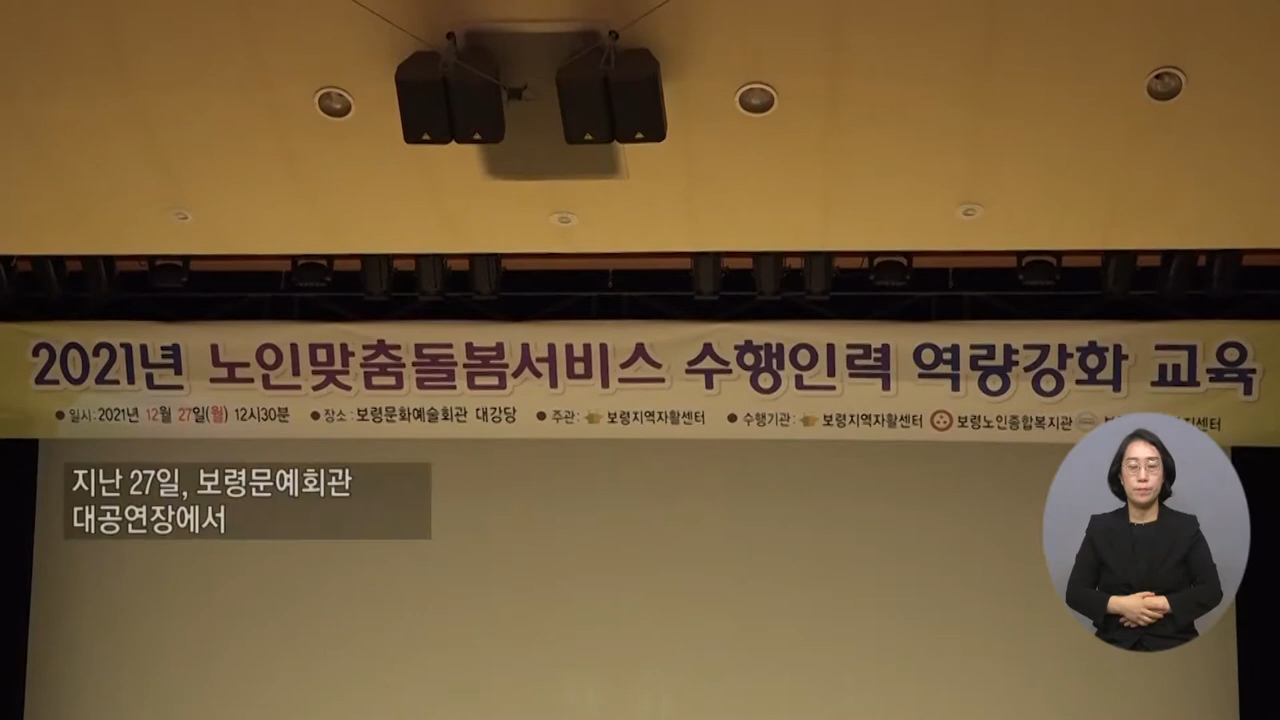 2021년 노인맞춤돌봄서비스 수행인력 역량강화 교육
● 일시 : 2021년 12월 27일(월) 12시30분 ● 장소 : 보령문화예술회관 대강당 ● 주관 : 보령지역자활센터 ● 수행기관 : 보령지역자활센터 보령노인종합복지관
지난 27일, 보령문예회관
대공연장에서